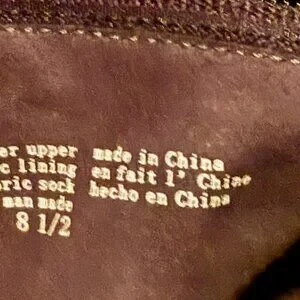 er upper made in China
c lining en fait l' Chine
ric sock hecho en China
man made
8 1/2